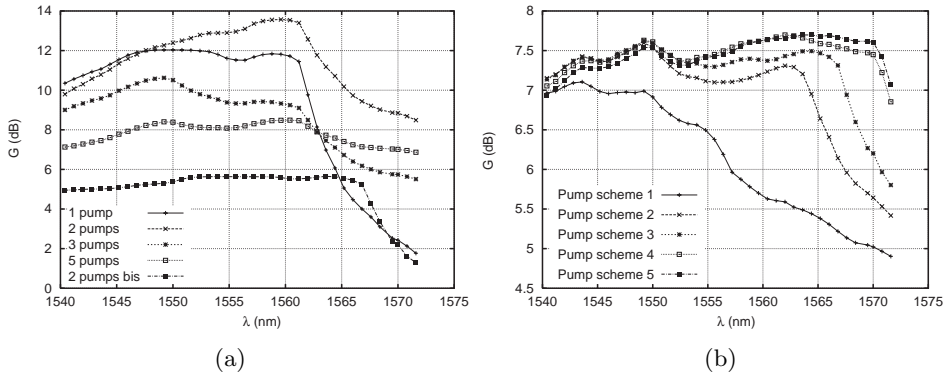 14
12
10
8
6
4
2
0
G (dB)
1 pump
2 pumps
3 pumps
5 pumps
2 pumps bis
1540 1545 1550 1555 1560 1565 1570 1575
λ (nm)
(a)
8
7.5
7
6.5
6
5.5
5
4.5
G (dB)
Pump scheme 1
Pump scheme 2
Pump scheme 3
Pump scheme 4
Pump scheme 5
1540 1545 1550 1555 1560 1565 1570 1575
λ (nm)
(b)